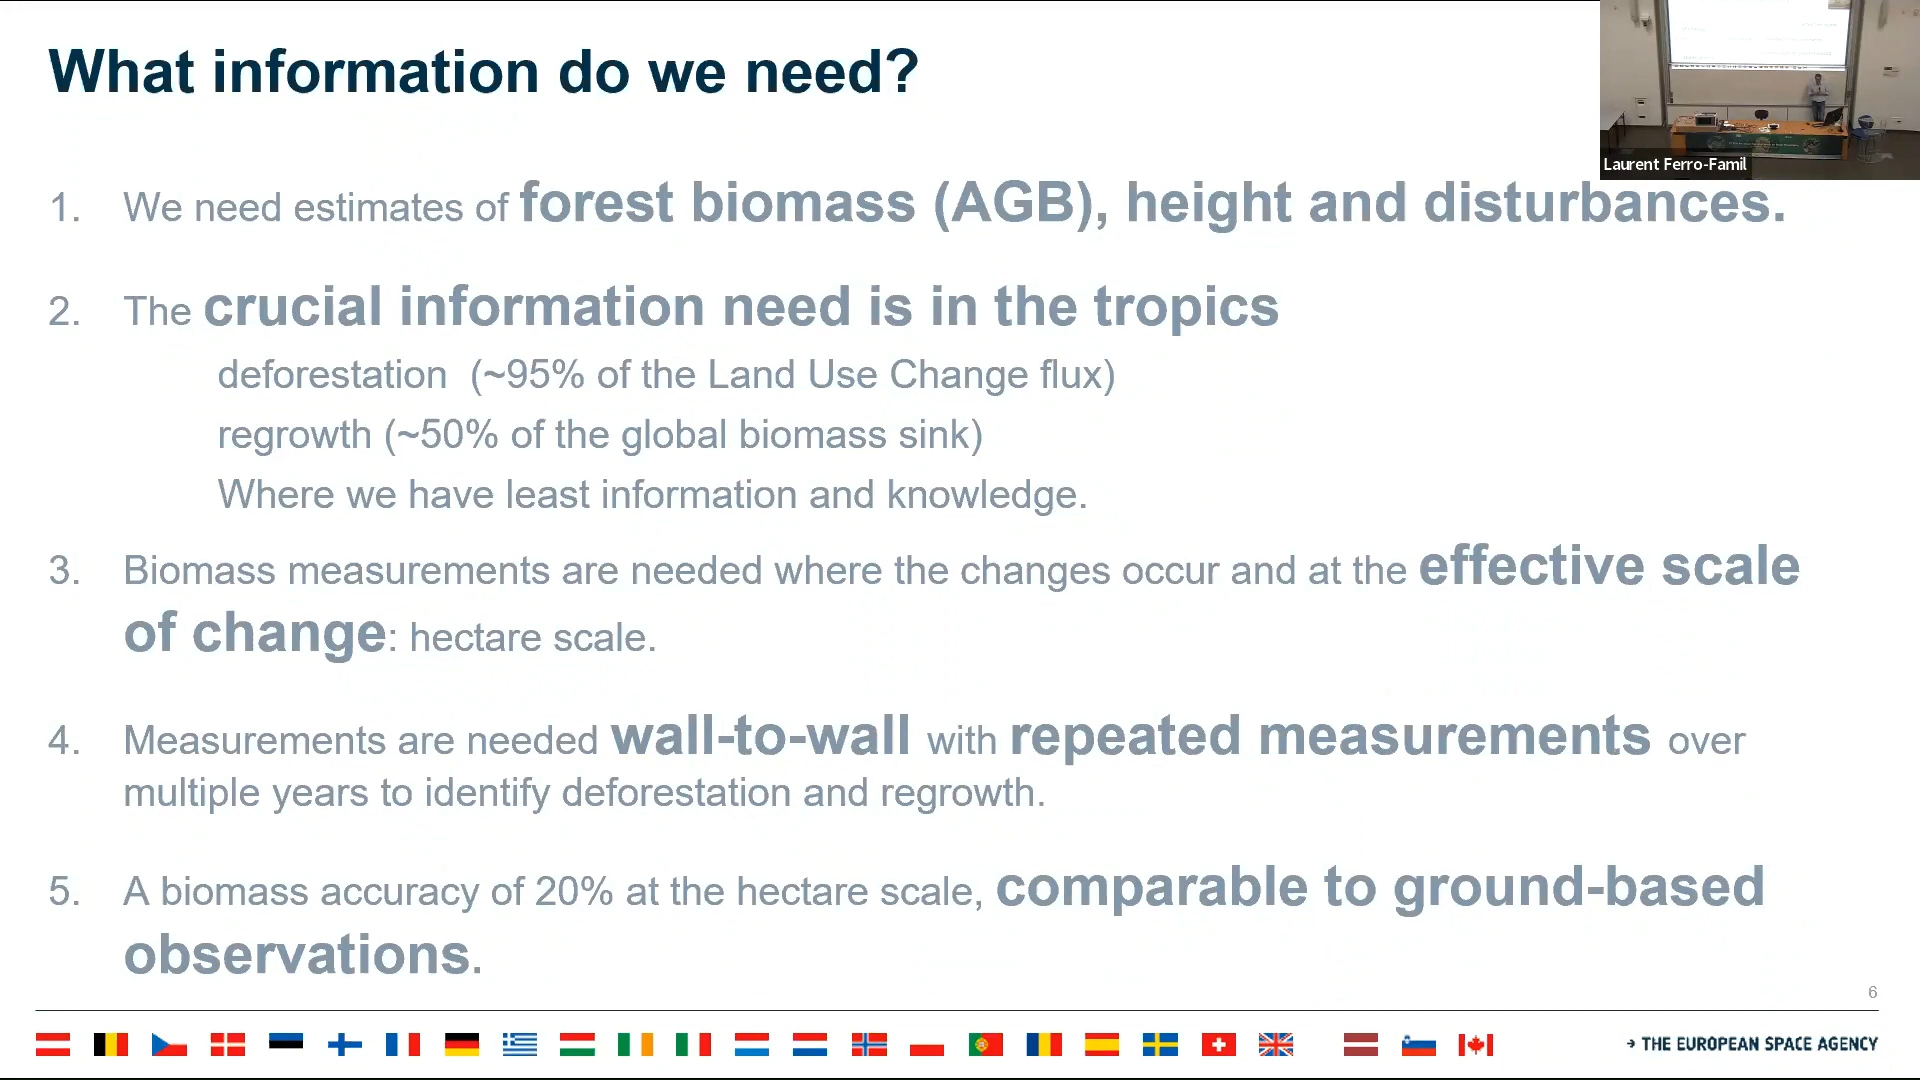 What information do we need?
Laurent Ferro-Famil
1. We need estimates of forest biomass (AGB), height and disturbances.
2. The crucial information need is in the tropics
deforestation (~95% of the Land Use Change flux)
regrowth (~50% of the global biomass sink)
Where we have least information and knowledge.
3. Biomass measurements are needed where the changes occur and at the effective scale
of change: hectare scale.
4. Measurements are needed wall-to-wall with repeated measurements over
multiple years to identify deforestation and regrowth.
5. A biomass accuracy of 20% at the hectare scale, comparable to ground-based
observations.
6
→ THE EUROPEAN SPACE AGENCY